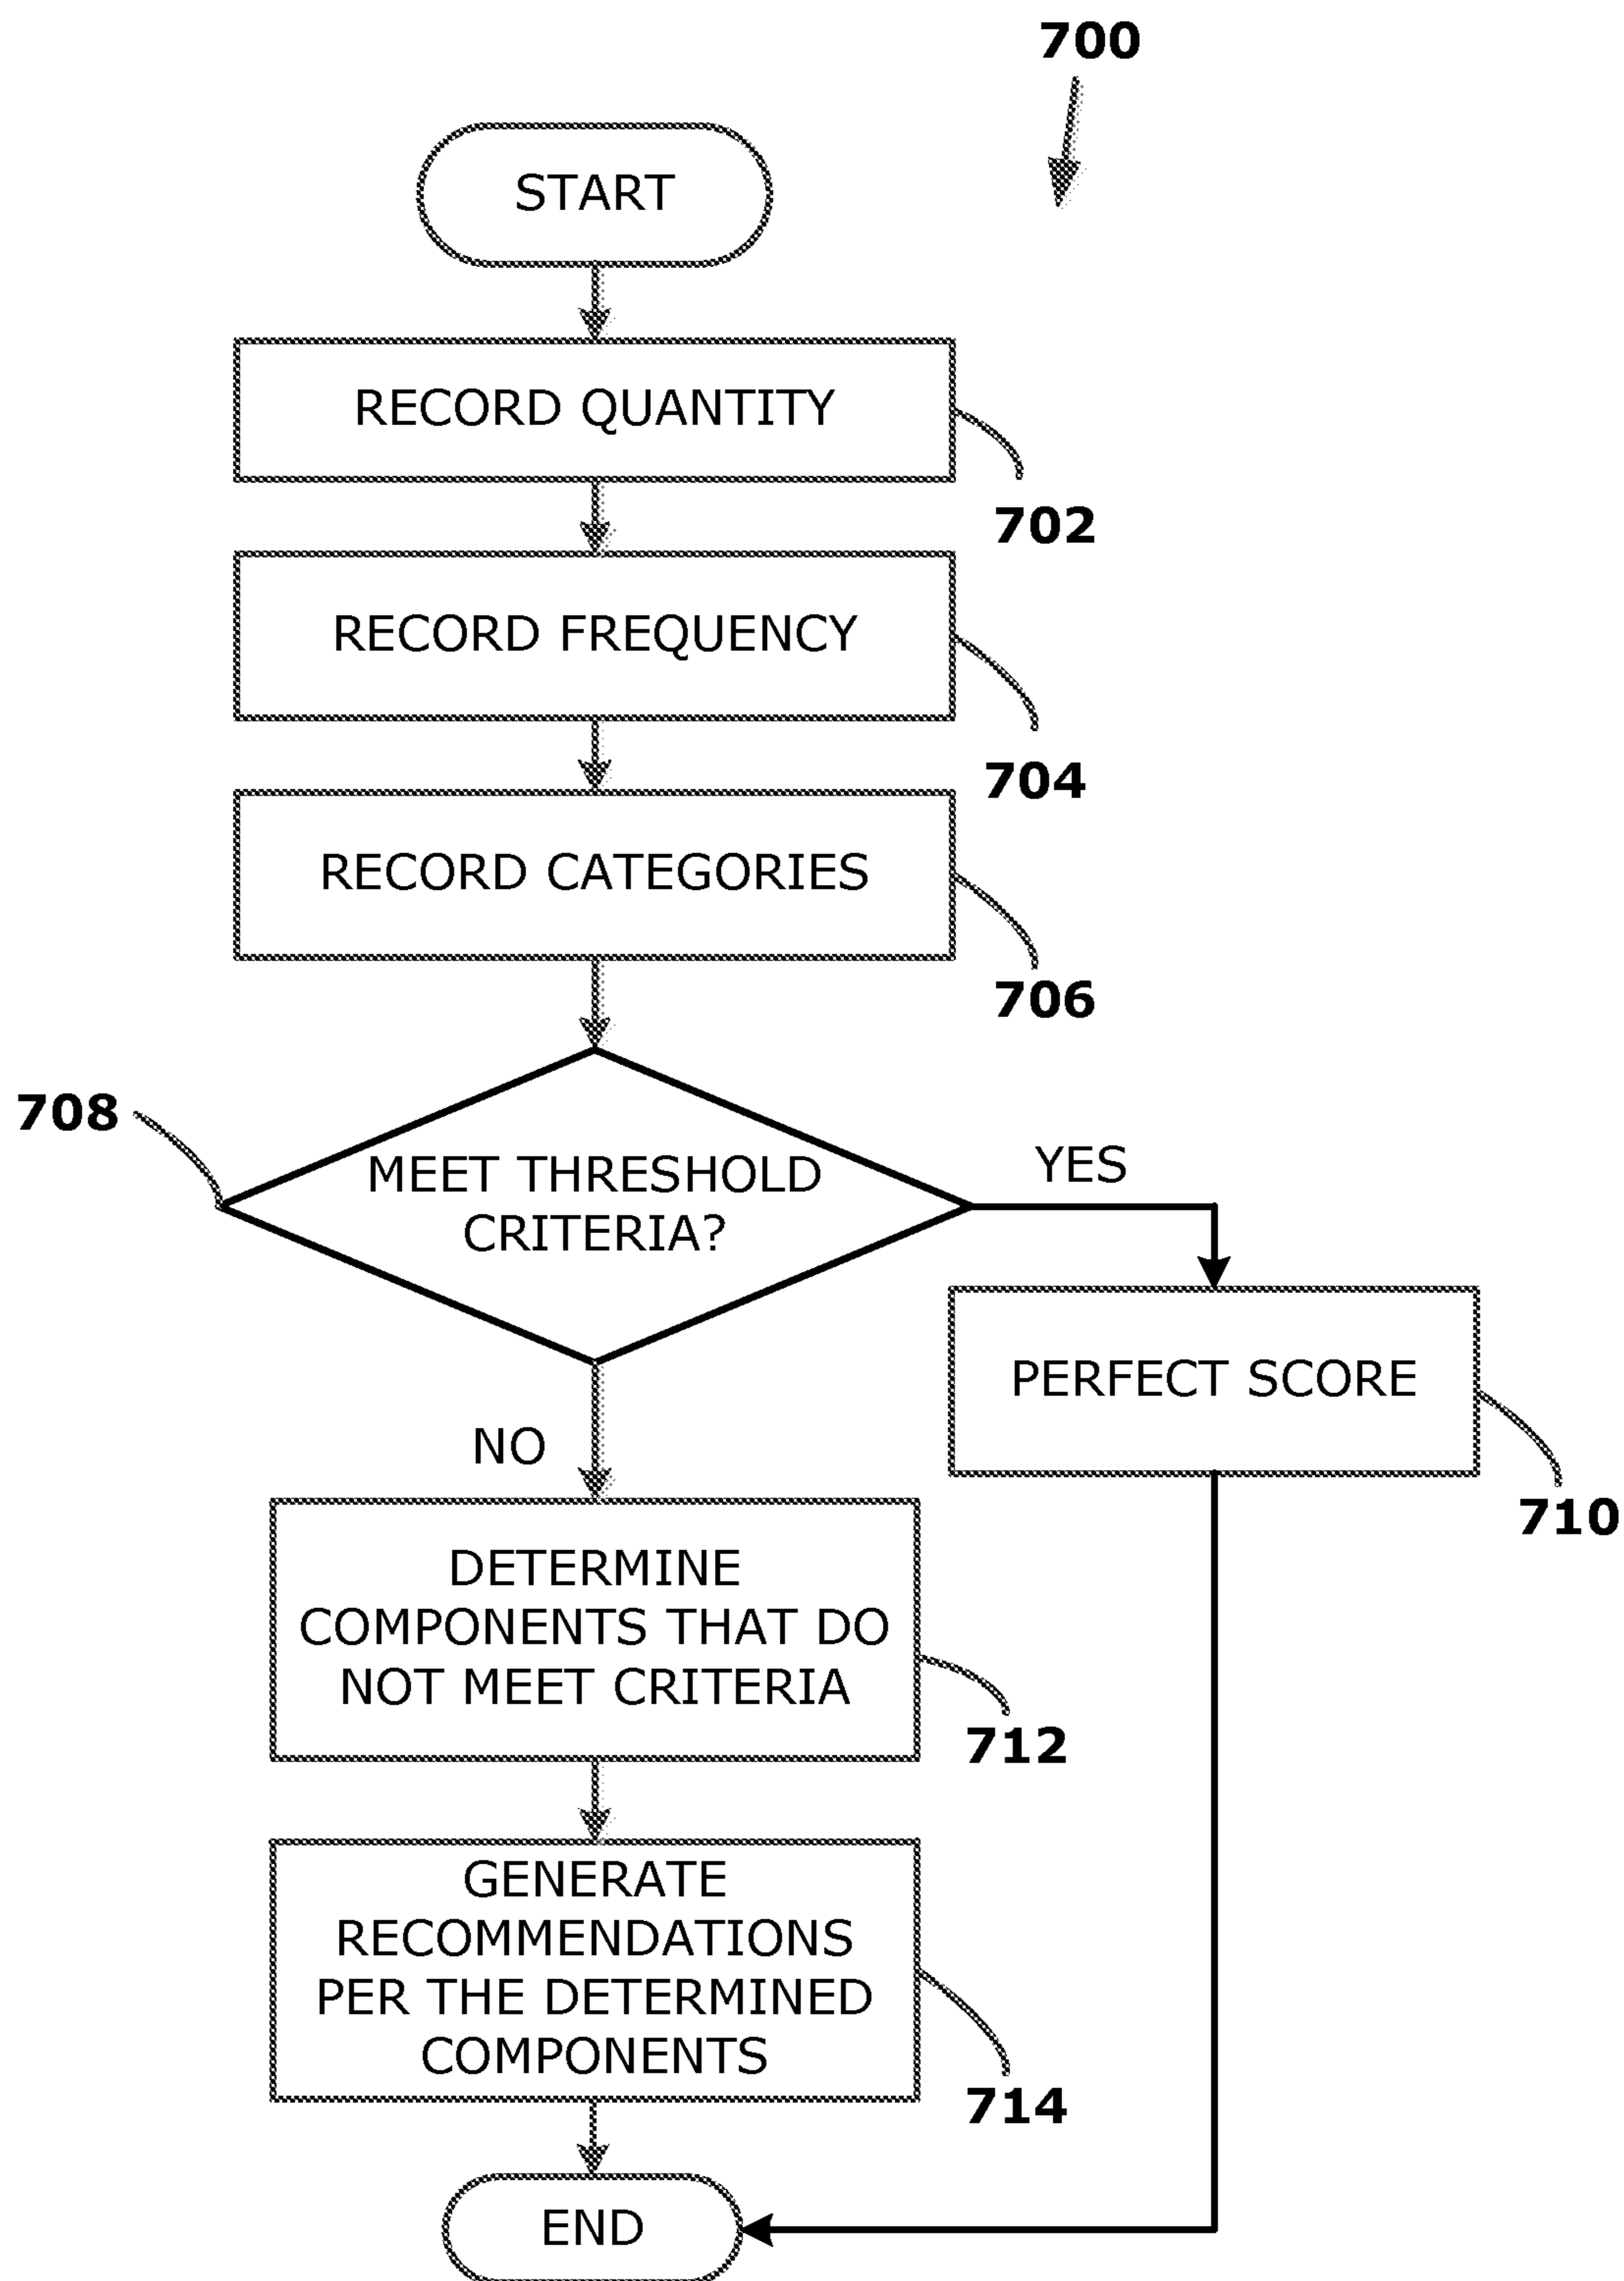 700
START
RECORD QUANTITY
702
RECORD FREQUENCY
704
RECORD CATEGORIES
706
708
MEET THRESHOLD
CRITERIA?
YES
PERFECT SCORE
710
NO
DETERMINE
COMPONENTS THAT DO
NOT MEET CRITERIA
712
GENERATE
RECOMMENDATIONS
PER THE DETERMINED
COMPONENTS
714
END